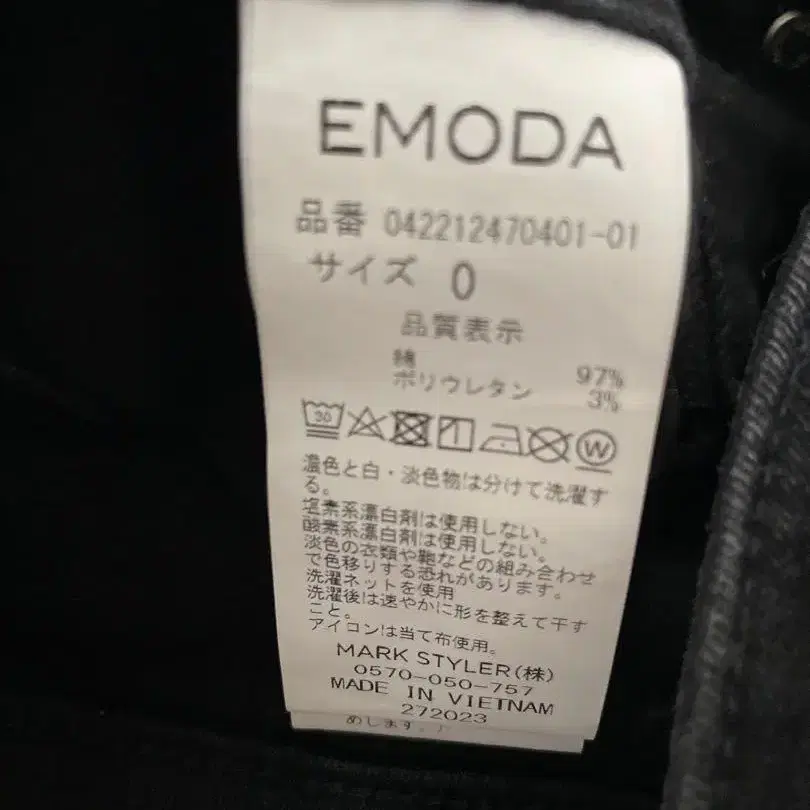 EMODA
品番 042212470401-01
サイズ 0
品質表示
綿 97%
ポリウレタン 3%
30 W
濃色と白・淡色物は分けて洗濯す
る。
塩素系漂白剤は使用しない。
酸素系漂白剤は使用しない。
淡色の衣類や鞄などの組み合わせ
で色移りする恐れがあります。
洗濯ネットを使用
洗濯後は速やかに形を整えて干す
こと。
アイロンは当て布使用。
MARK STYLER(株)
0570-050-757
MADE IN VIETNAM
272023
めします。